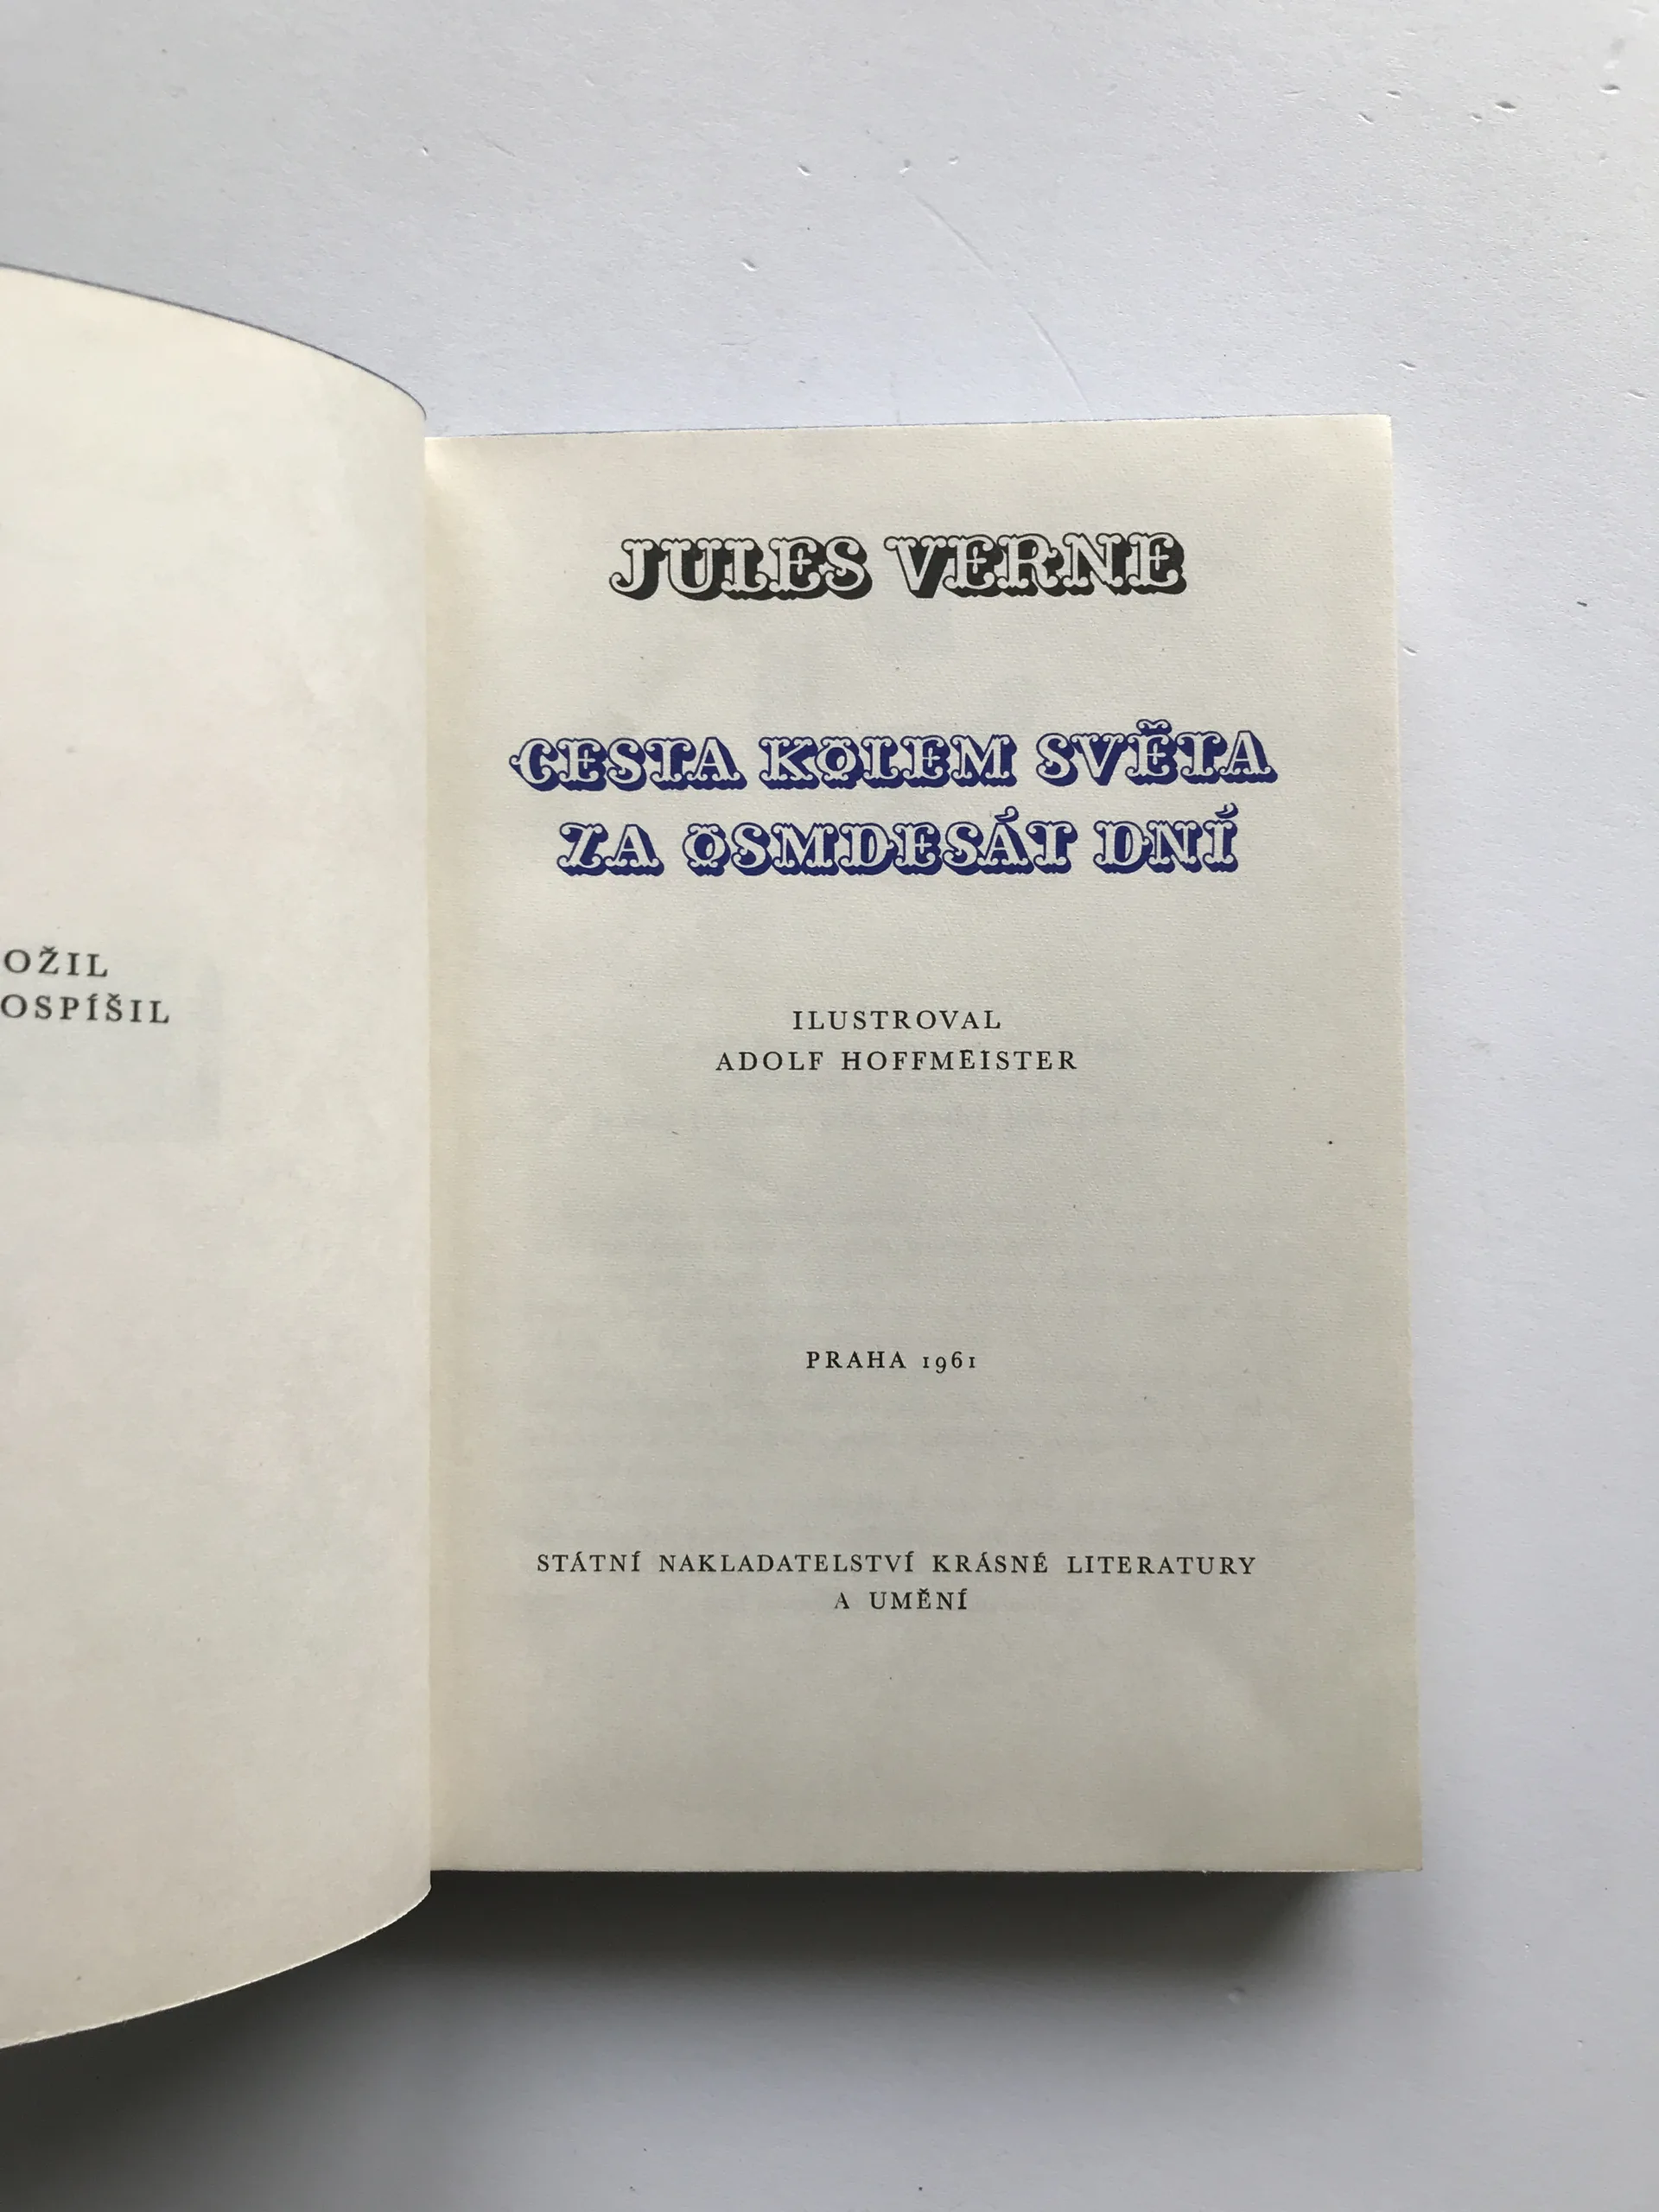 OŽIL
OSPÍŠIL
JULES VERNE
CESTA KOLEM SVĚTA
ZA OSMDESÁT DNÍ
ILUSTROVAL
ADOLF HOFFMEISTER
PRAHA 1961
STÁTNÍ NAKLADATELSTVÍ KRÁSNÉ LITERATURY
A UMĚNÍ